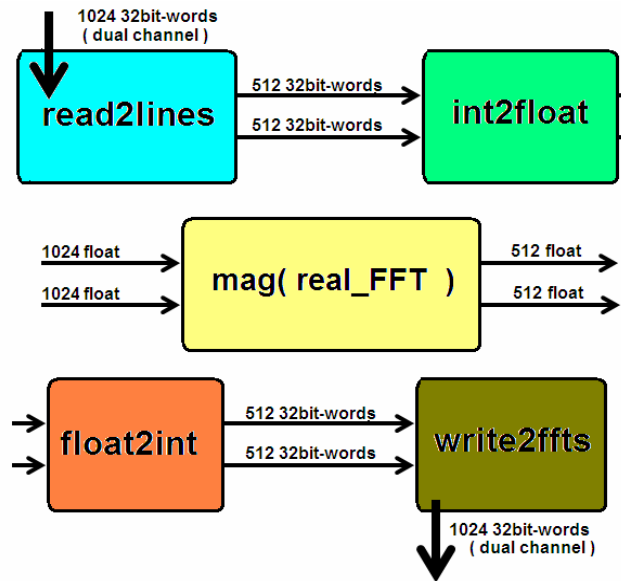 1024 32bit-words
( dual channel )
read2lines
512 32bit-words
512 32bit-words
int2float
1024 float
1024 float
mag( real_FFT )
512 float
512 float
float2int
512 32bit-words
512 32bit-words
write2ffts
1024 32bit-words
( dual channel )